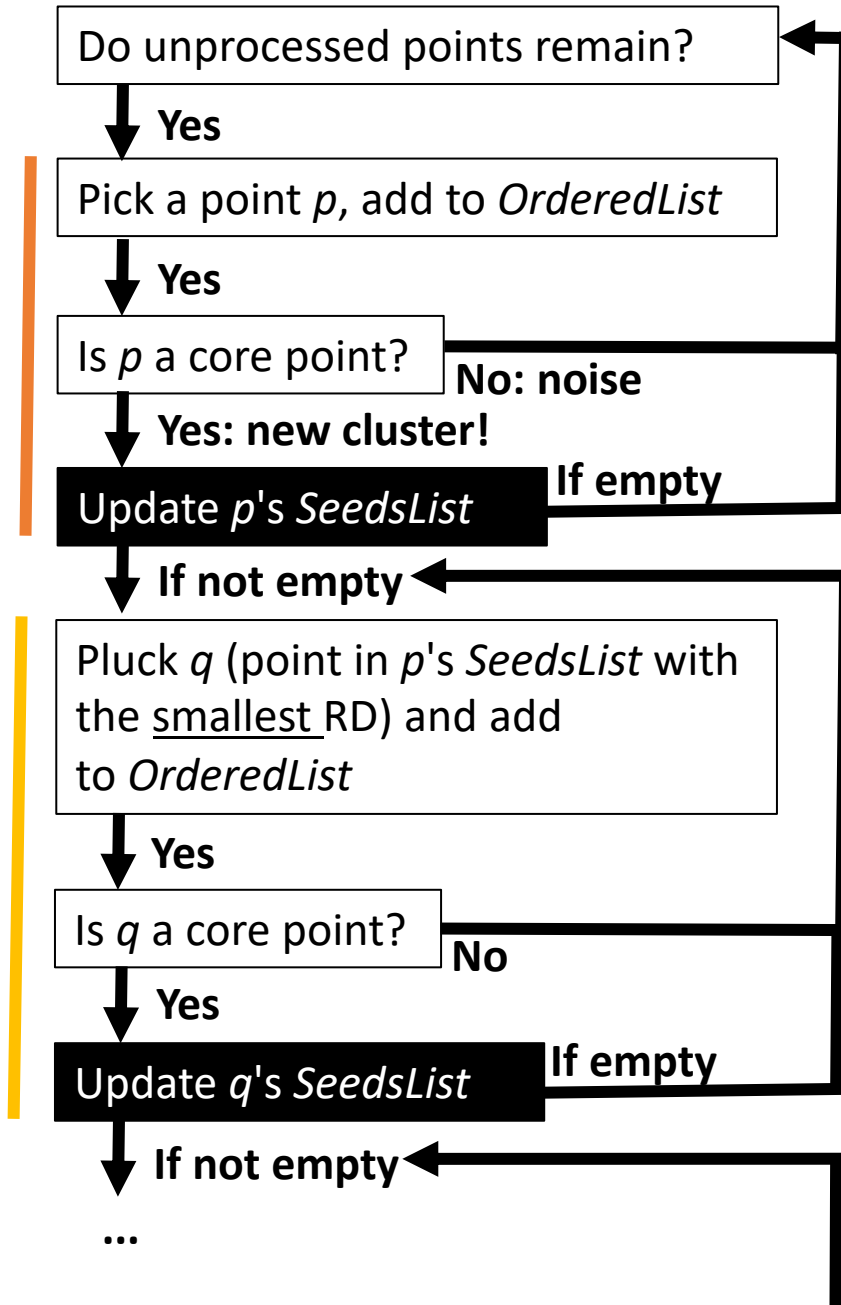 Do unprocessed points remain?
Yes
Pick a point p, add to OrderedList
Yes
Is p a core point?
No: noise
Yes: new cluster!
If empty
Update p's SeedsList
If not empty
Pluck q (point in p's SeedsList with
the smallest RD) and add
to OrderedList
Yes
Is q a core point?
No
Yes
If empty
Update q's SeedsList
If not empty
...